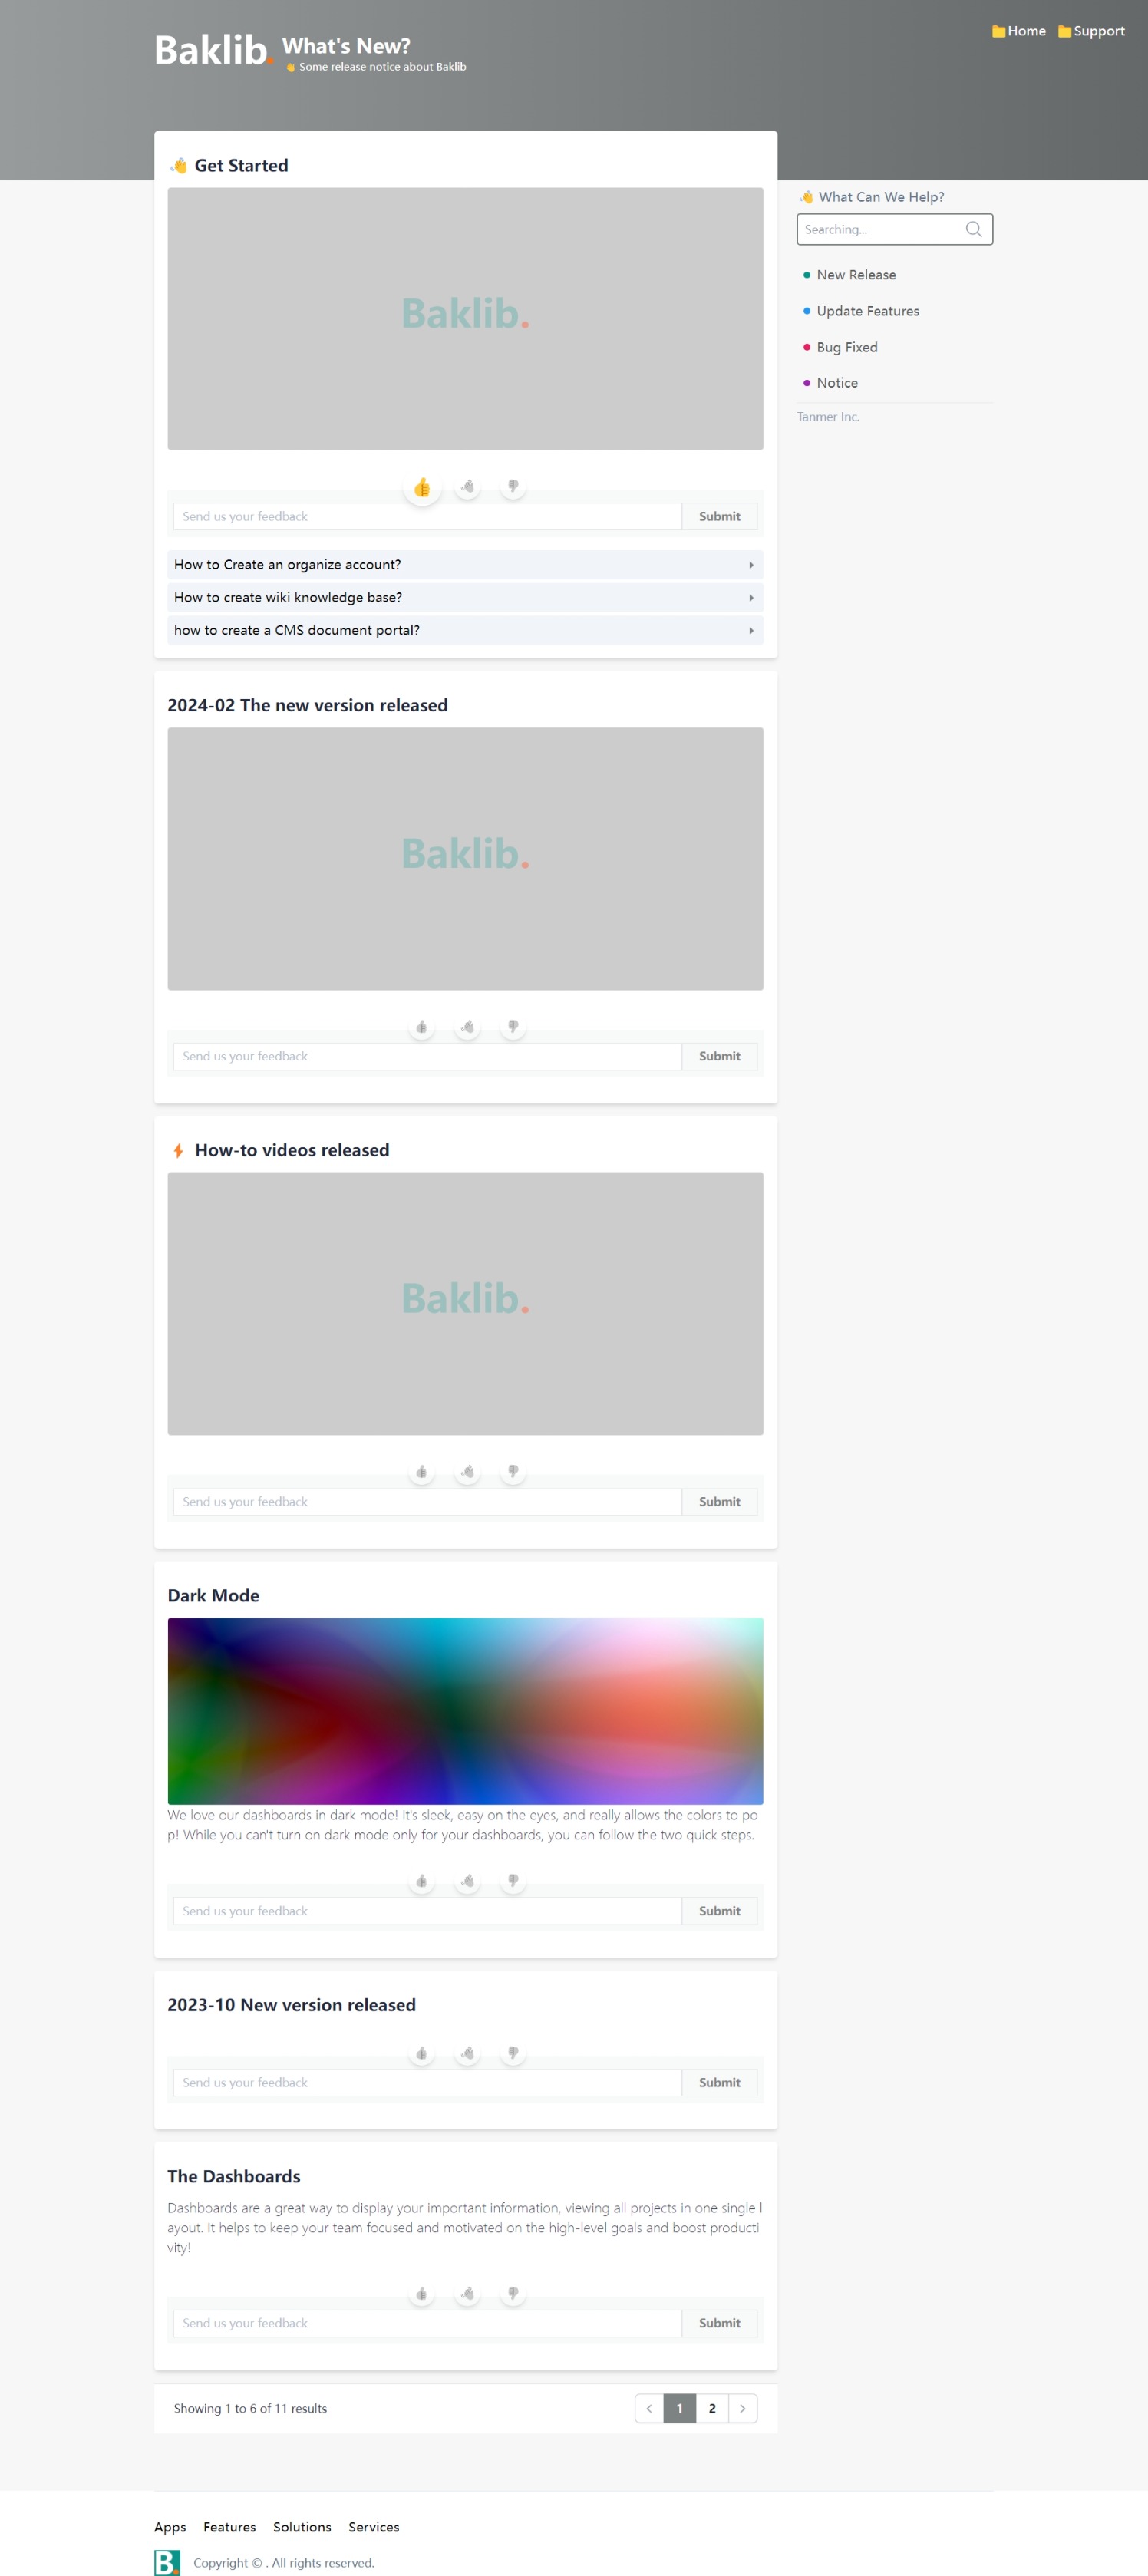 Baklib.
What's New?
👋 Some release notice about Baklib
Home
Support
Get Started
Baklib.
Send us your feedback
Submit
How to Create an organize account?
How to create wiki knowledge base?
how to create a CMS document portal?
What Can We Help?
Searching...
New Release
Update Features
Bug Fixed
Notice
Tanmer Inc.
2024-02 The new version released
Baklib.
Send us your feedback
Submit
How-to videos released
Baklib.
Send us your feedback
Submit
Dark Mode
We love our dashboards in dark mode! It's sleek, easy on the eyes, and really allows the colors to po
p! While you can't turn on dark mode only for your dashboards, you can follow the two quick steps.
Send us your feedback
Submit
2023-10 New version released
Send us your feedback
Submit
The Dashboards
Dashboards are a great way to display your important information, viewing all projects in one single l
ayout. It helps to keep your team focused and motivated on the high-level goals and boost producti
vity!
Send us your feedback
Submit
Showing 1 to 6 of 11 results
1
2
Apps
Features
Solutions
Services
B.
Copyright © . All rights reserved.